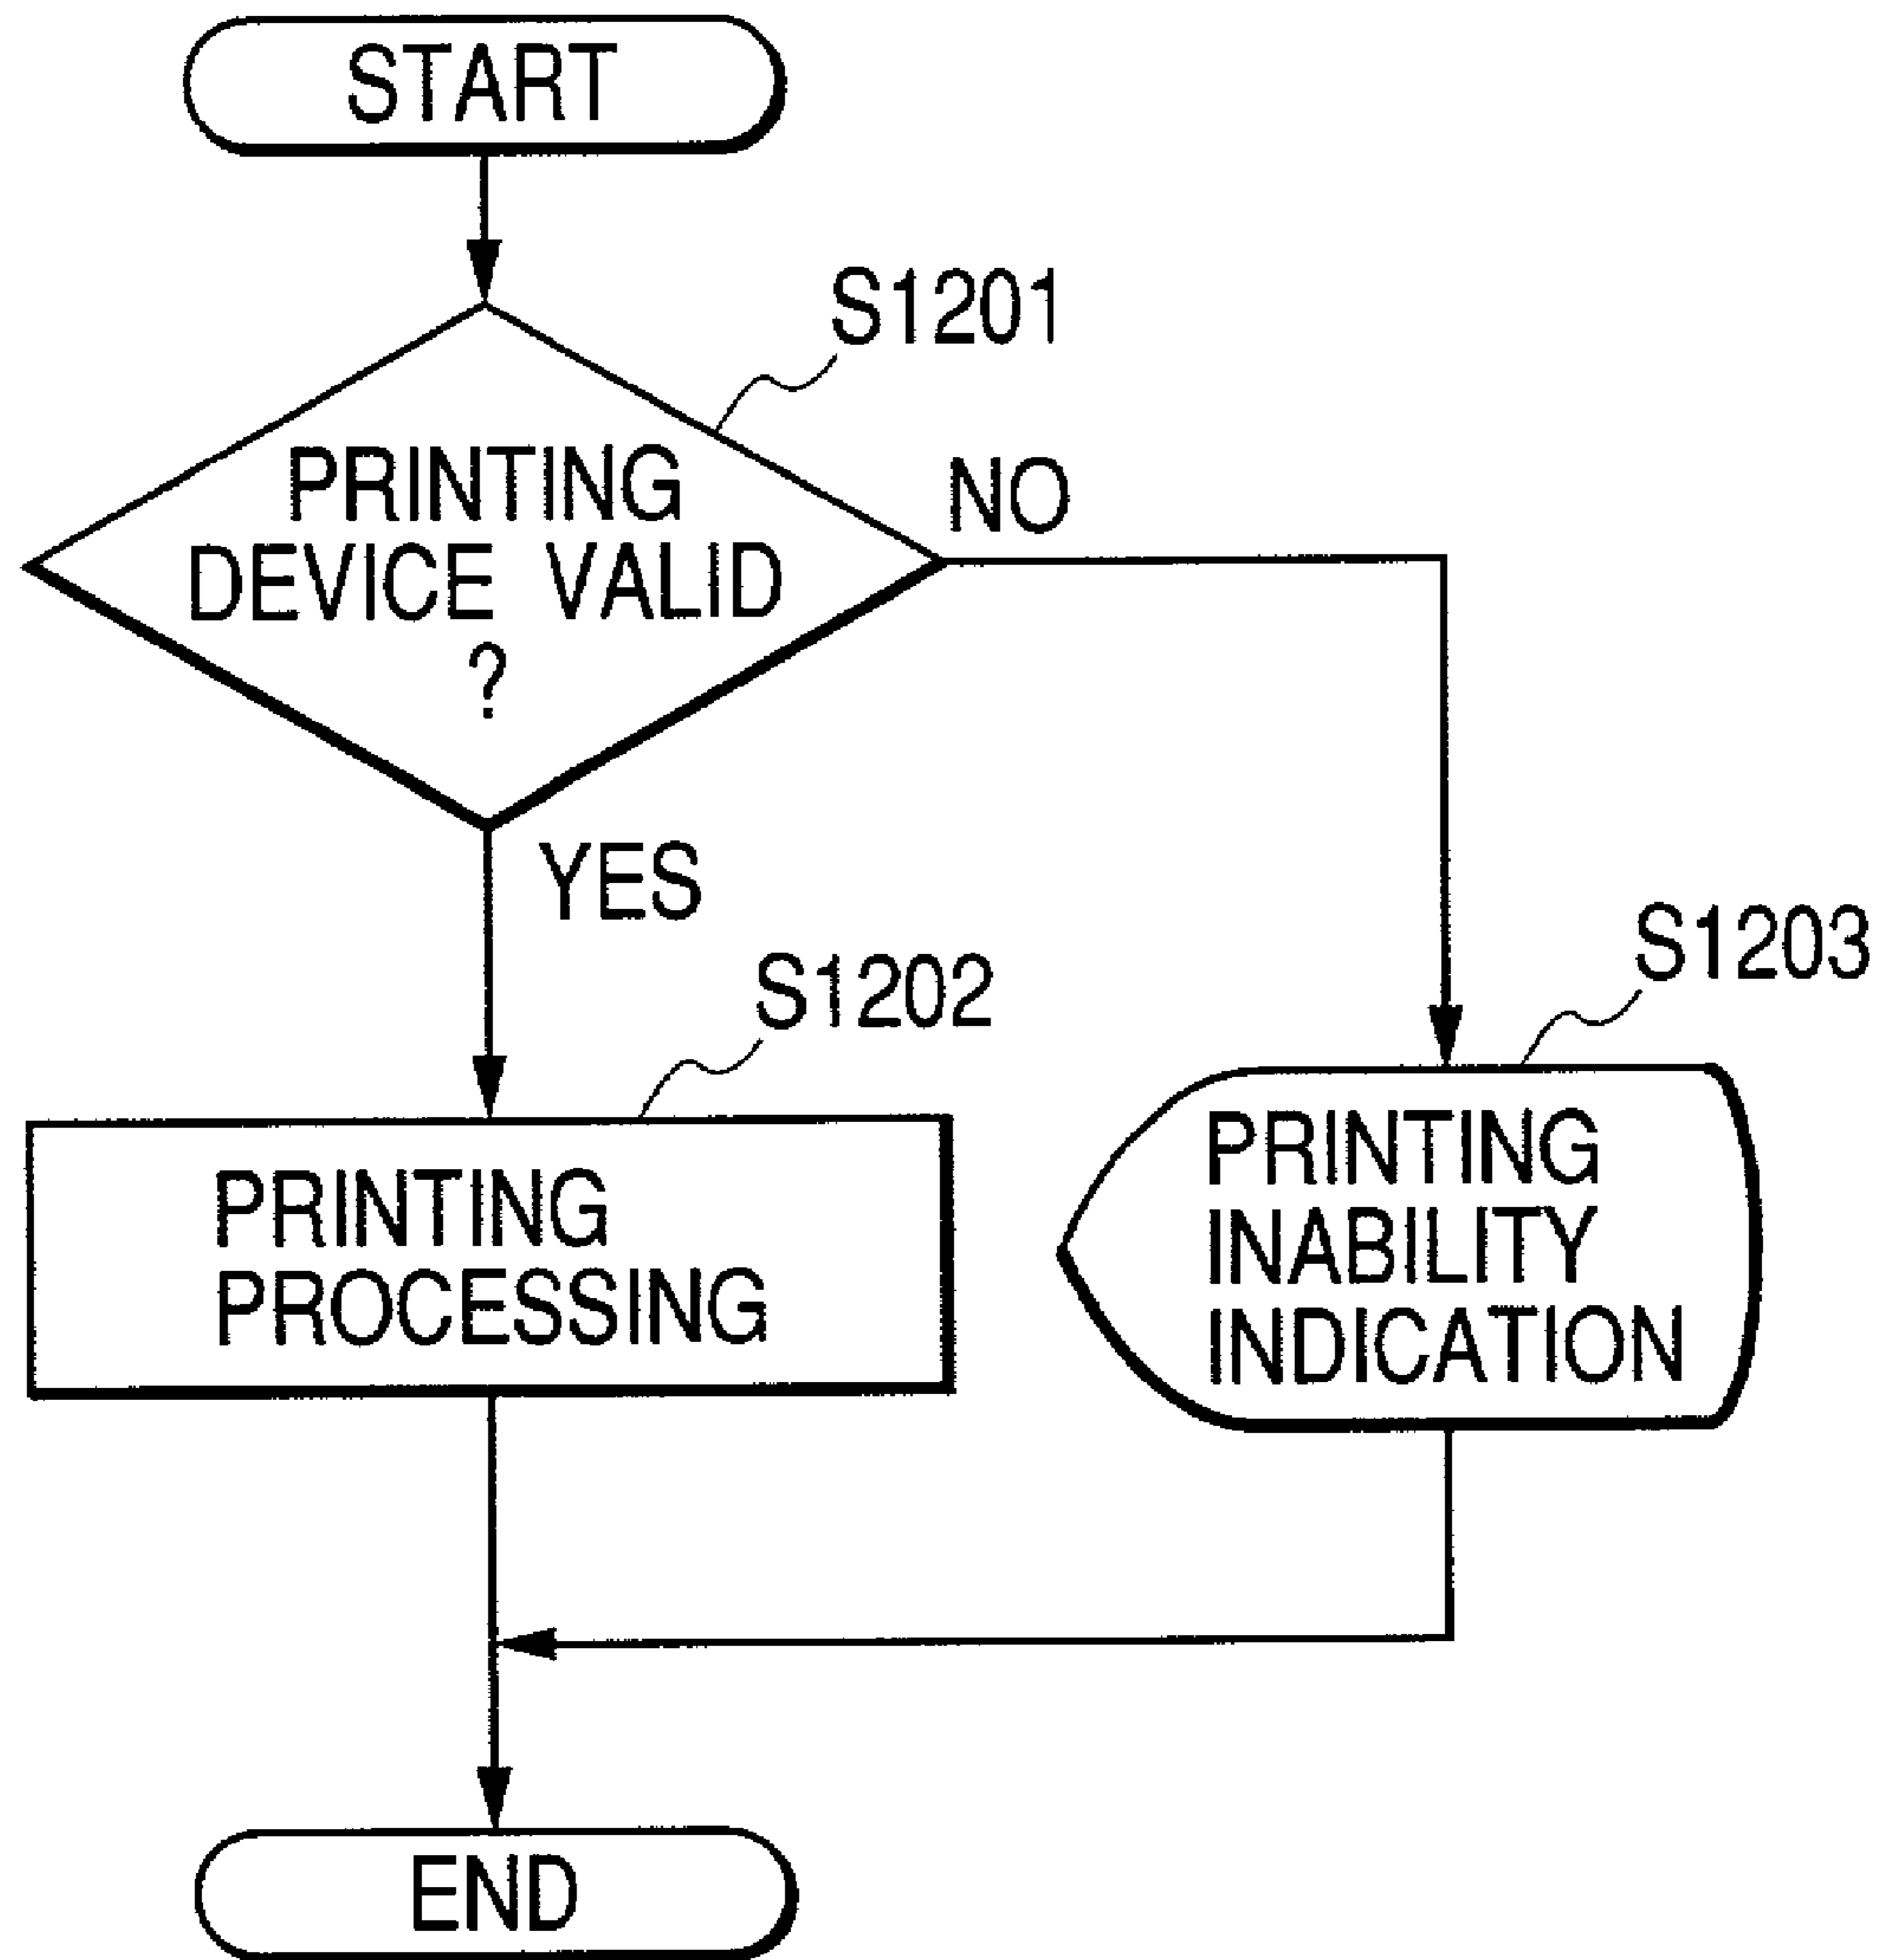 START
S1201
PRINTING
DEVICE VALID
?
NO
YES
S1202
S1203
PRINTING
PROCESSING
PRINTING
INABILITY
INDICATION
END